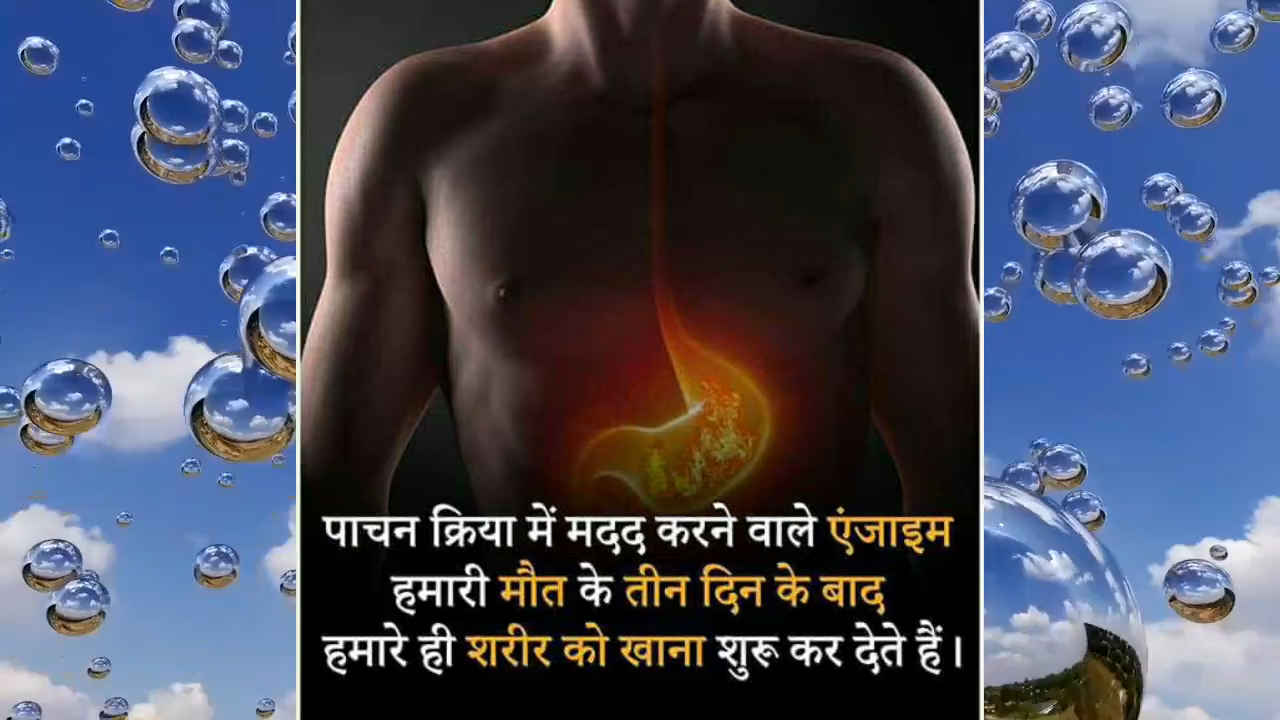 पाचन क्रिया में मदद करने वाले एंजाइम
हमारी मौत के तीन दिन के बाद
हमारे ही शरीर को खाना शुरू कर देते हैं।